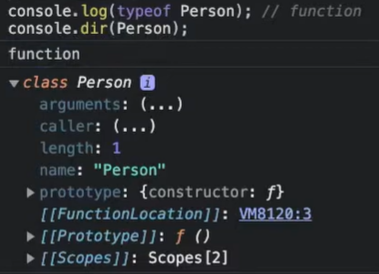 console.log(typeof Person); // function
console.dir(Person);
function
▼class Person i
arguments: (...)
caller: (...)
length: 1
name: "Person"
▶prototype: {constructor: ƒ}
[[FunctionLocation]]: VM8120:3
▶[[Prototype]]: ƒ ()
▶[[Scopes]]: Scopes[2]